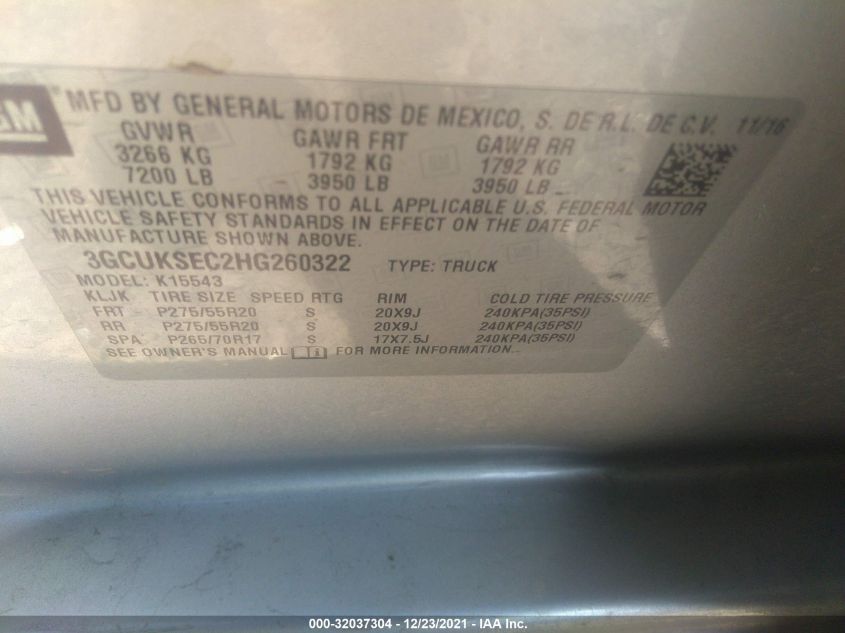 GM ® MFD BY GENERAL MOTORS DE MEXICO, S. DE R.L. DE C.V. 11/16
GVWR GAWR FRT GAWR RR
3266 KG 1792 KG 1792 KG
7200 LB 3950 LB 3950 LB
THIS VEHICLE CONFORMS TO ALL APPLICABLE U.S. FEDERAL MOTOR
VEHICLE SAFETY STANDARDS IN EFFECT ON THE DATE OF
MANUFACTURE SHOWN ABOVE.
3GCUKSEC2HG260322 TYPE: TRUCK
MODEL: K15543
KLJK TIRE SIZE SPEED RTG RIM COLD TIRE PRESSURE
FRT P275/55R20 S 20X9J 240KPA(35PSI)
RR P275/55R20 S 20X9J 240KPA(35PSI)
SPA P265/70R17 S 17X7.5J 240KPA(35PSI)
SEE OWNER'S MANUAL FOR MORE INFORMATION.
000-32037304 - 12/23/2021 - IAA Inc.